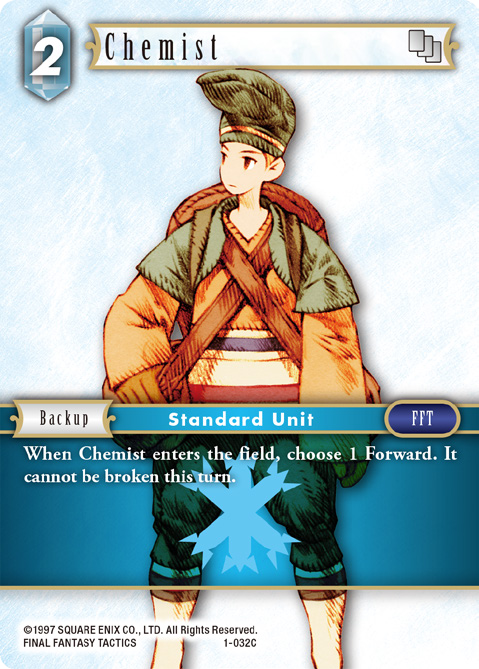 2
Chemist
Backup
Standard Unit
FFT
When Chemist enters the field, choose 1 Forward. It
cannot be broken this turn.
©1997 SQUARE ENIX CO., LTD. All Rights Reserved.
FINAL FANTASY TACTICS 1-032C